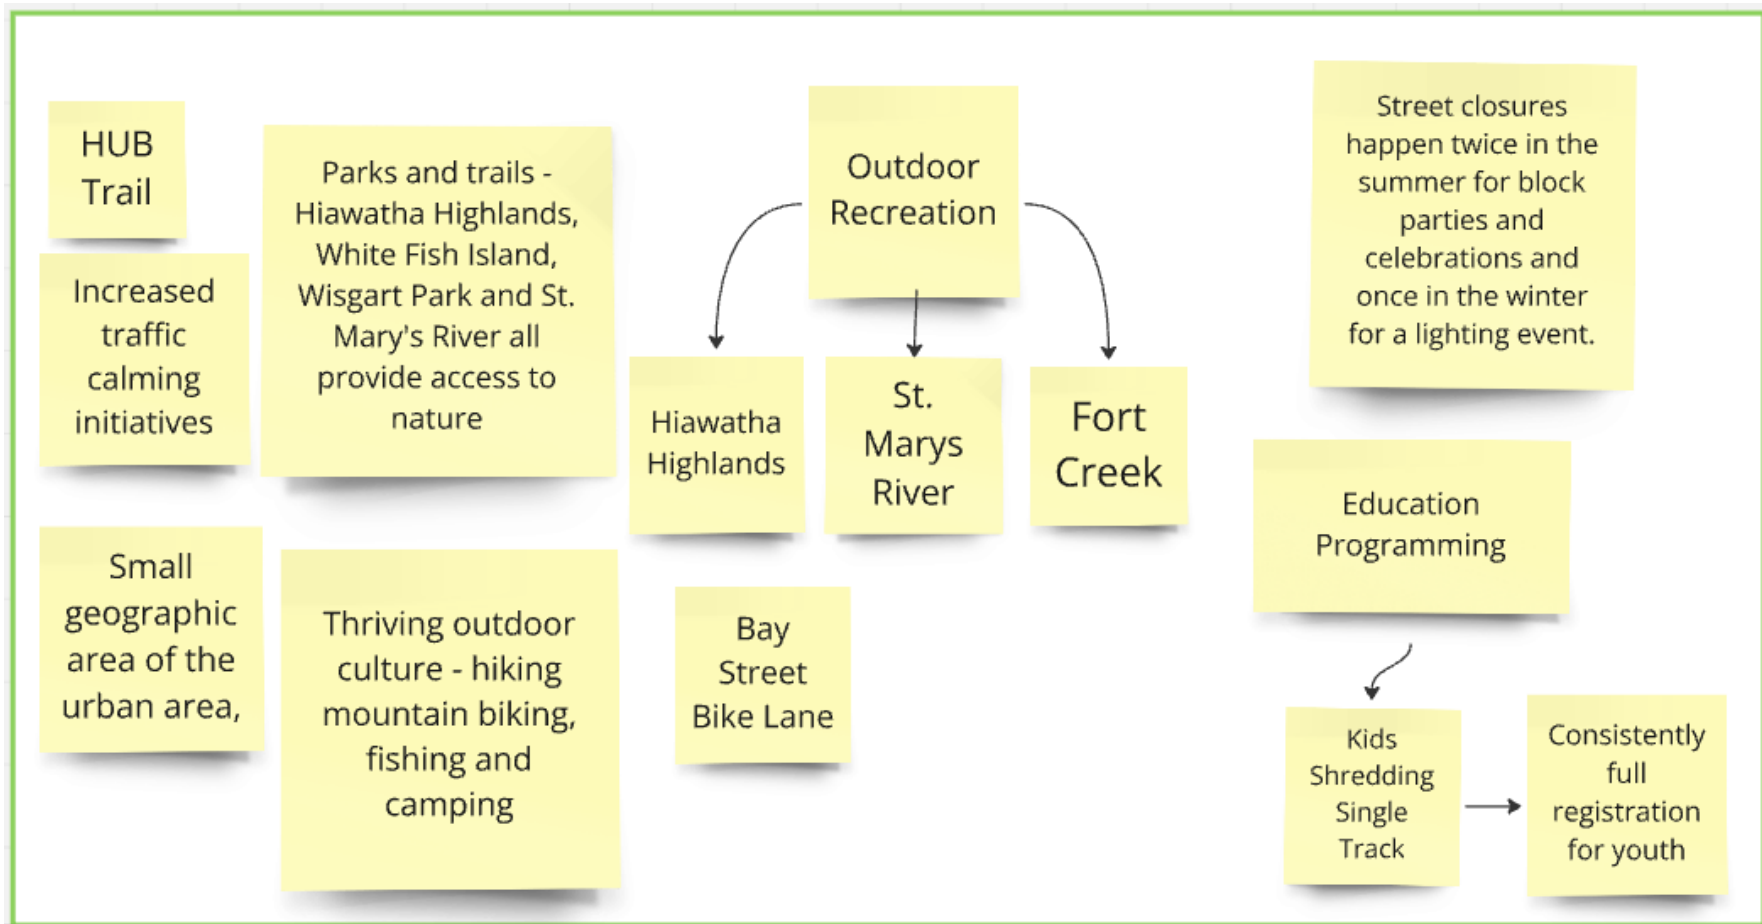 HUB
Trail
Increased
traffic
calming
initiatives
Parks and trails -
Hiawatha Highlands,
White Fish Island,
Wisgart Park and St.
Mary's River all
provide access to
nature
Outdoor
Recreation
Hiawatha
Highlands
St.
Marys
River
Fort
Creek
Street closures
happen twice in the
summer for block
parties and
celebrations and
once in the winter
for a lighting event.
Small
geographic
area of the
urban area,
Thriving outdoor
culture - hiking
mountain biking,
fishing and
camping
Bay
Street
Bike Lane
Education
Programming
Kids
Shredding
Single
Track
Consistently
full
registration
for youth